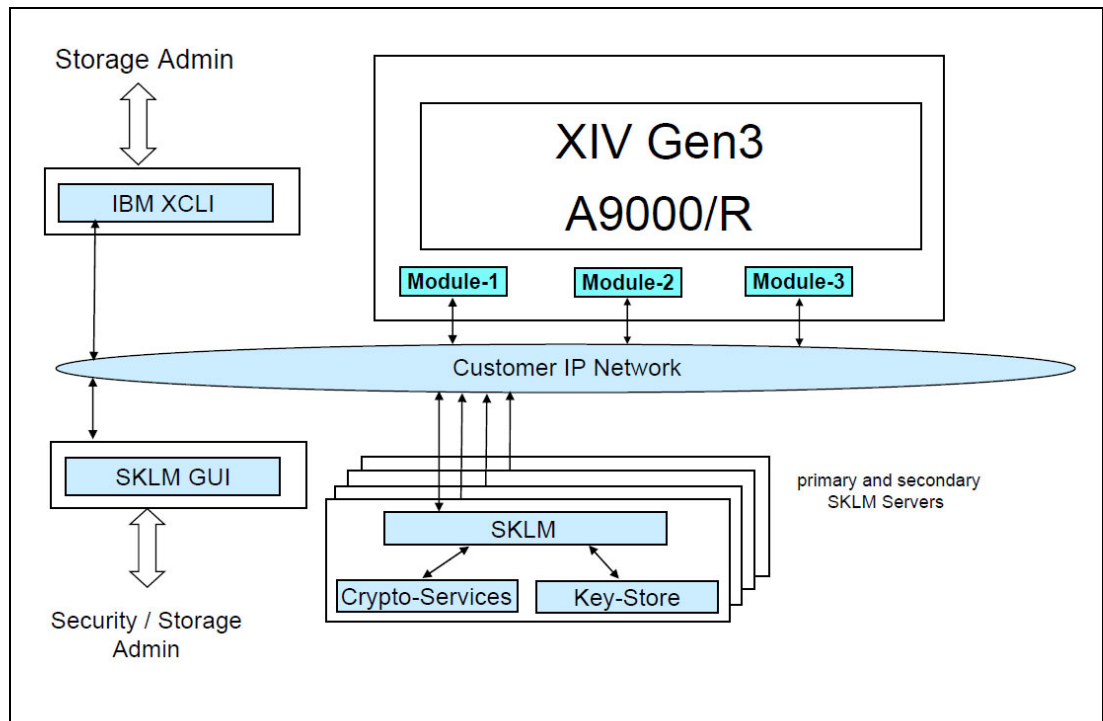 Storage Admin
IBM XCLI
XIV Gen3
A9000/R
Module-1
Module-2
Module-3
Customer IP Network
SKLM GUI
Security / Storage
Admin
primary and secondary
SKLM Servers
SKLM
Crypto-Services
Key-Store